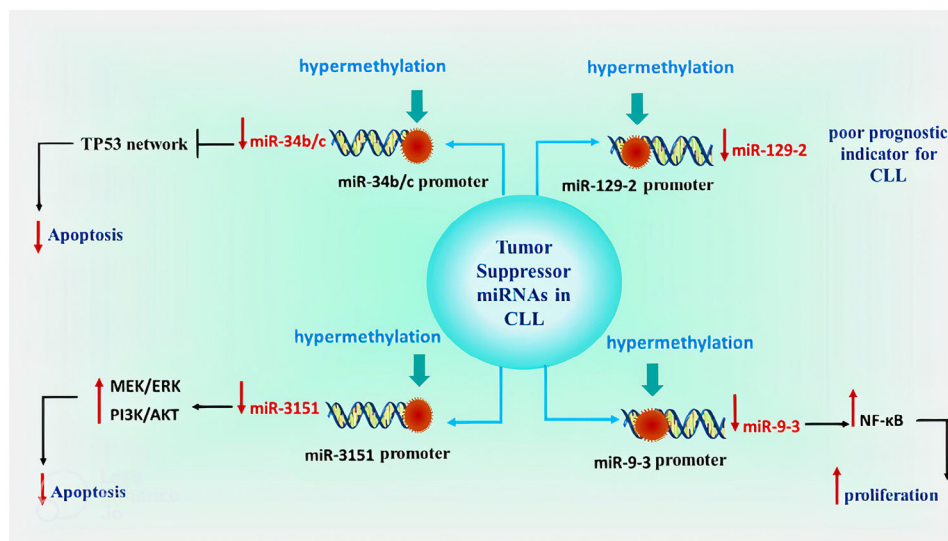 hypermethylation
hypermethylation
TP53 network
miR-34b/c
miR-129-2
poor prognostic
indicator for
CLL
miR-34b/c promoter
miR-129-2 promoter
Apoptosis
Tumor
Suppressor
miRNAs in
CLL
hypermethylation
hypermethylation
MEK/ERK
PI3K/AKT
miR-3151
miR-9-3
NF-κB
miR-3151 promoter
miR-9-3 promoter
Apoptosis
proliferation